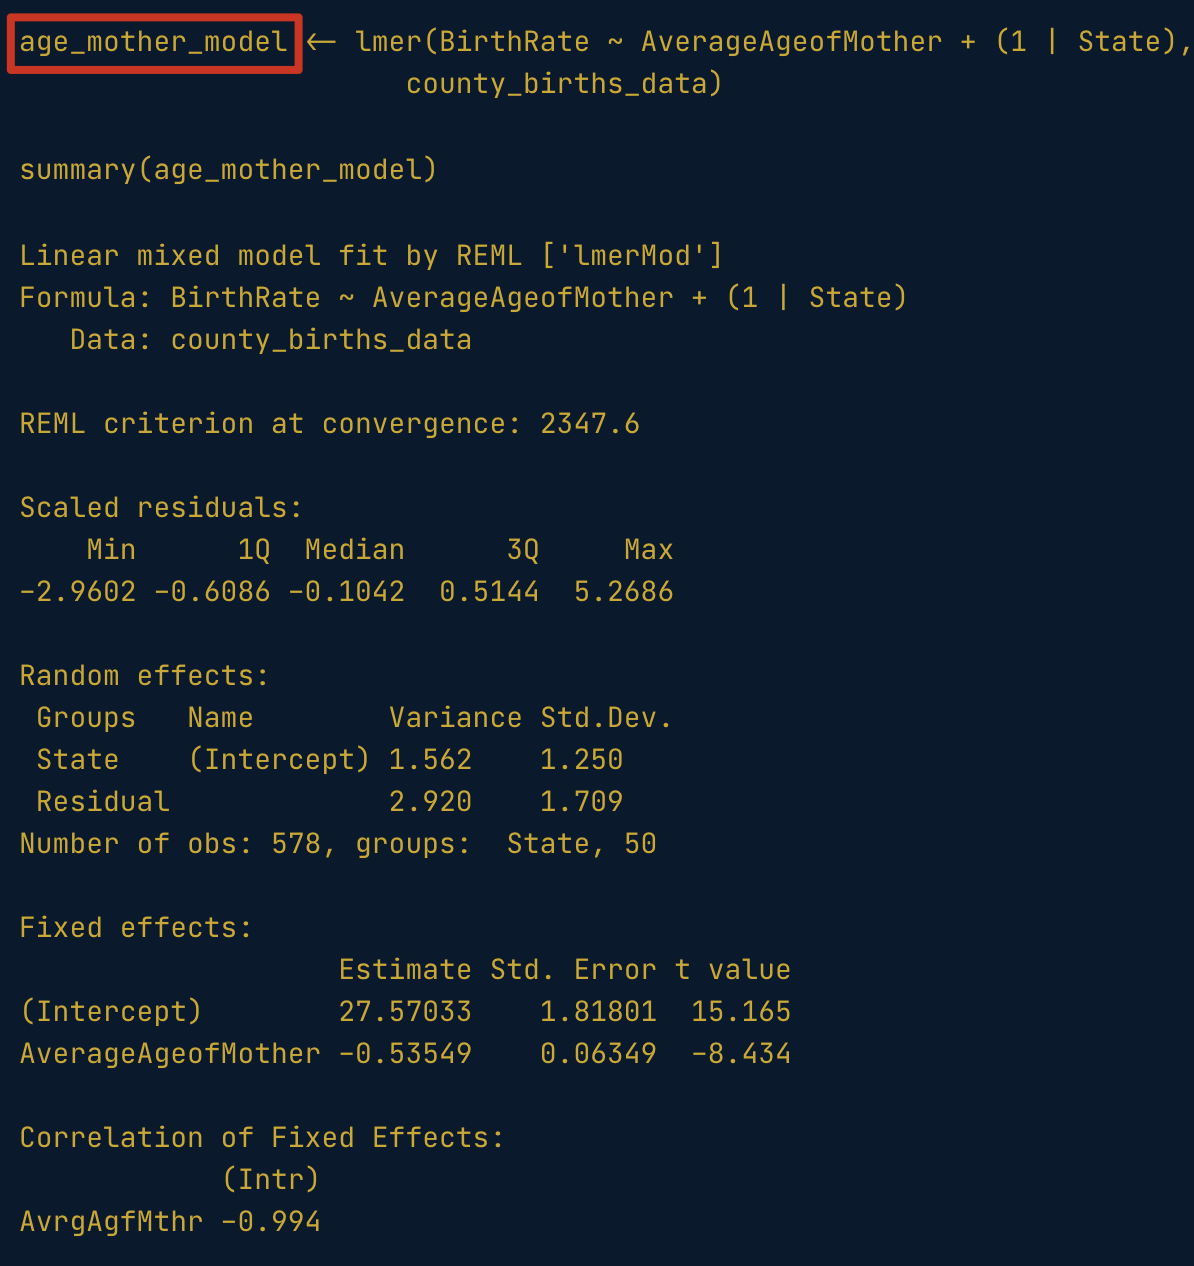 age_mother_model <- lmer(BirthRate ~ AverageAgeofMother + (1 | State),
                       county_births_data)
summary(age_mother_model)
Linear mixed model fit by REML ['lmerMod']
Formula: BirthRate ~ AverageAgeofMother + (1 | State)
   Data: county_births_data
REML criterion at convergence: 2347.6
Scaled residuals:
    Min      1Q  Median      3Q     Max
-2.9602 -0.6086 -0.1042  0.5144  5.2686
Random effects:
 Groups   Name        Variance Std.Dev.
 State    (Intercept) 1.562    1.250
 Residual             2.920    1.709
Number of obs: 578, groups:  State, 50
Fixed effects:
                   Estimate Std. Error t value
(Intercept)        27.57033    1.81801  15.165
AverageAgeofMother -0.53549    0.06349  -8.434
Correlation of Fixed Effects:
            (Intr)
AvrgAgfMthr -0.994